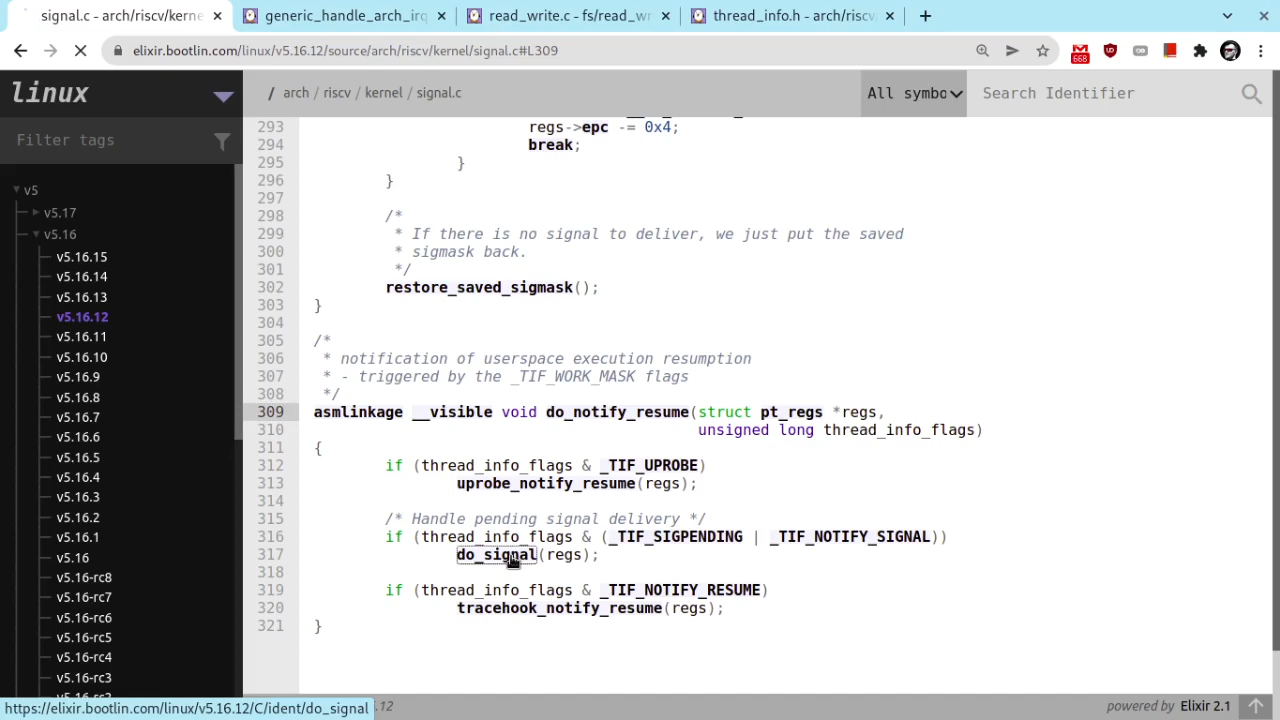 signal.c - arch/riscv/kerne
generic_handle_arch_irq
read_write.c - fs/read_wr
thread_info.h - arch/riscv/
elixir.bootlin.com/linux/v5.16.12/source/arch/riscv/kernel/signal.c#L309
668
linux
/ arch / riscv / kernel / signal.c
All symbo
Search Identifier
Filter tags
v5
v5.17
v5.16
v5.16.15
v5.16.14
v5.16.13
v5.16.12
v5.16.11
v5.16.10
v5.16.9
v5.16.8
v5.16.7
v5.16.6
v5.16.5
v5.16.4
v5.16.3
v5.16.2
v5.16.1
v5.16
v5.16-rc8
v5.16-rc7
v5.16-rc6
v5.16-rc5
v5.16-rc4
v5.16-rc3
293 regs->epc -= 0x4;
294 break;
295 }
296 }
297
298 /*
299 * If there is no signal to deliver, we just put the saved
300 * sigmask back.
301 */
302 restore_saved_sigmask();
303 }
304
305 /*
306 * notification of userspace execution resumption
307 * - triggered by the _TIF_WORK_MASK flags
308 */
309 asmlinkage __visible void do_notify_resume(struct pt_regs *regs,
310 unsigned long thread_info_flags)
311 {
312 if (thread_info_flags & _TIF_UPROBE)
313 uprobe_notify_resume(regs);
314
315 /* Handle pending signal delivery */
316 if (thread_info_flags & (_TIF_SIGPENDING | _TIF_NOTIFY_SIGNAL))
317 do_signal(regs);
318
319 if (thread_info_flags & _TIF_NOTIFY_RESUME)
320 tracehook_notify_resume(regs);
321 }
https://elixir.bootlin.com/linux/v5.16.12/C/ident/do_signal
.12
powered by Elixir 2.1